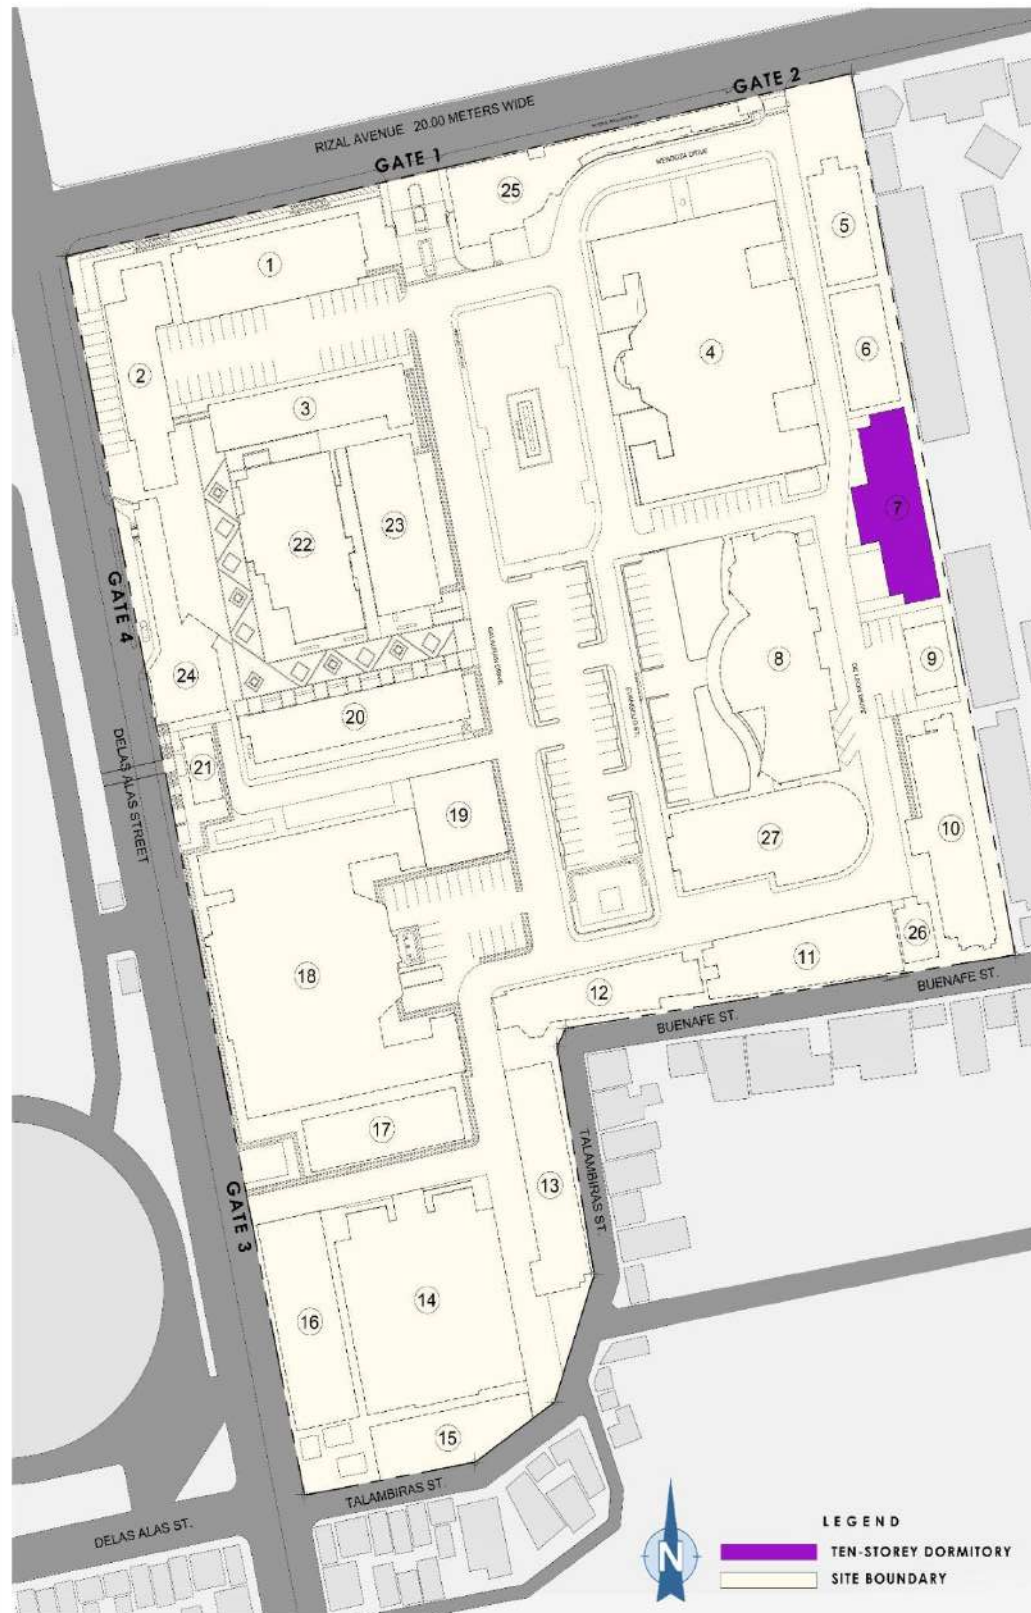 GATE 2
RIZAL AVENUE 20.00 METERS WIDE
GATE 1
MENDOZA DRIVE
25
5
1
4
6
2
3
7
22
23
GATE 4
8
9
24
20
DELAS ALAS STREET
21
19
27
10
26
18
11
12
BUENAFE ST.
BUENAFE ST.
17
TALAMBIRAS ST.
13
GATE 3
14
16
15
TALAMBIRAS ST.
DELAS ALAS ST.
N
LEGEND
TEN-STOREY DORMITORY
SITE BOUNDARY